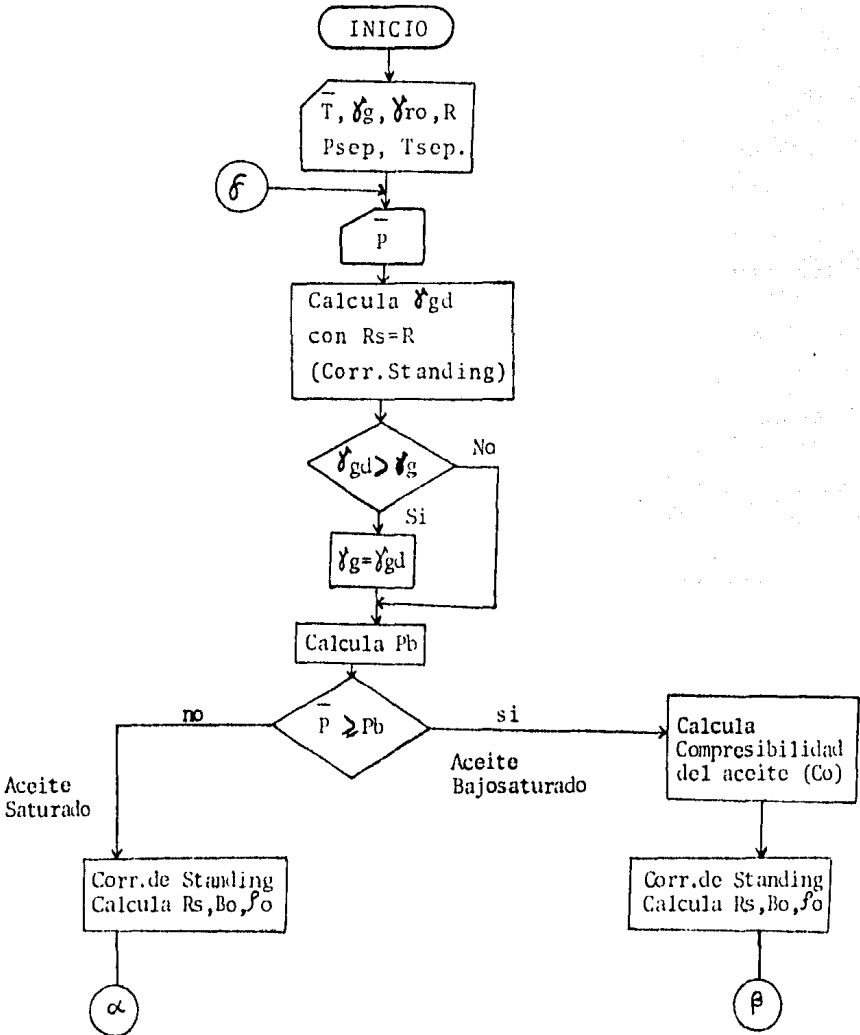 INICIO
T̅, γg, γro, R
Psep, Tsep.
δ
P̅
Calcula γgd
con Rs=R
(Corr.Standing)
γgd > γg
No
Si
γg=γgd
Calcula Pb
P̅ ⩾ Pb
no
si
Aceite
Saturado
Aceite
Bajosaturado
Calcula
Compresibilidad
del aceite (Co)
Corr.de Standing
Calcula Rs,Bo,ρo
Corr.de Standing
Calcula Rs,Bo,ρo
α
β